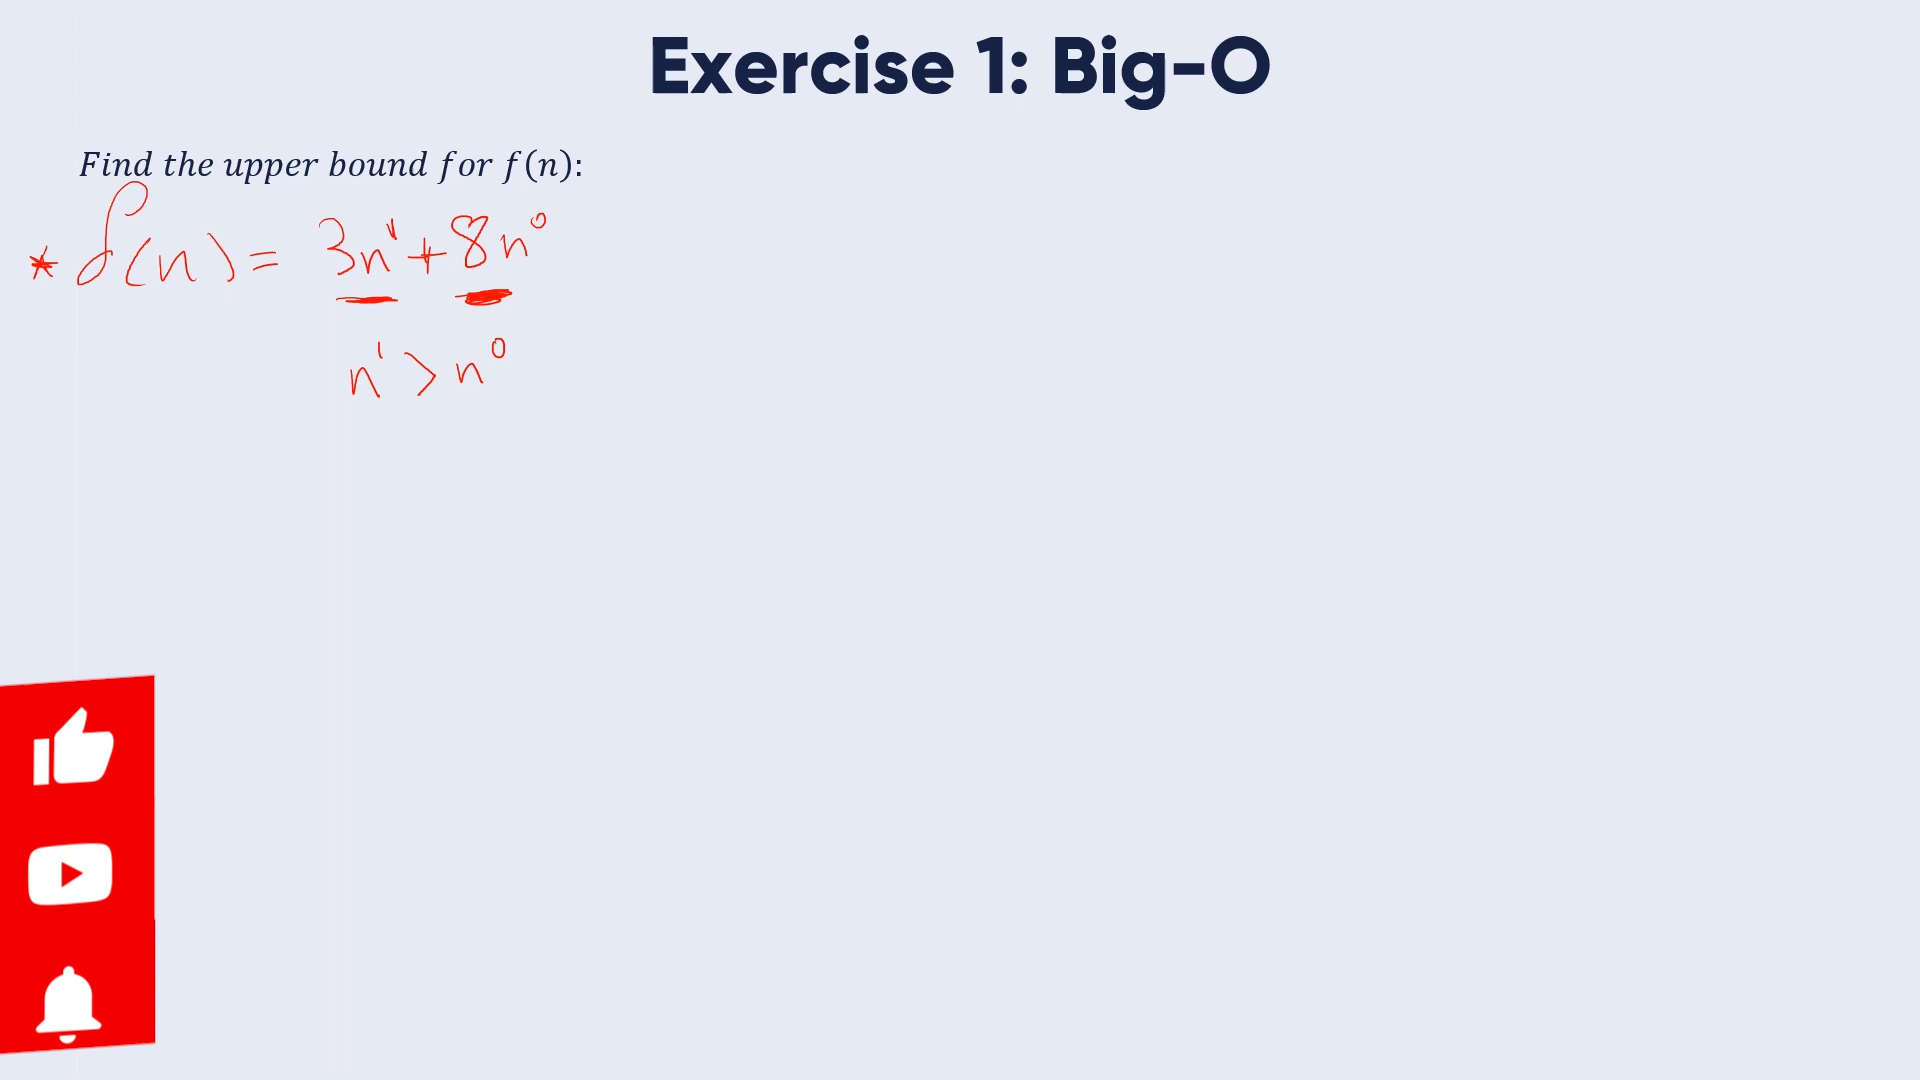 Exercise 1: Big-O
Find the upper bound for f(n):
* f(n) = 3n¹ + 8n⁰
n¹ > n⁰